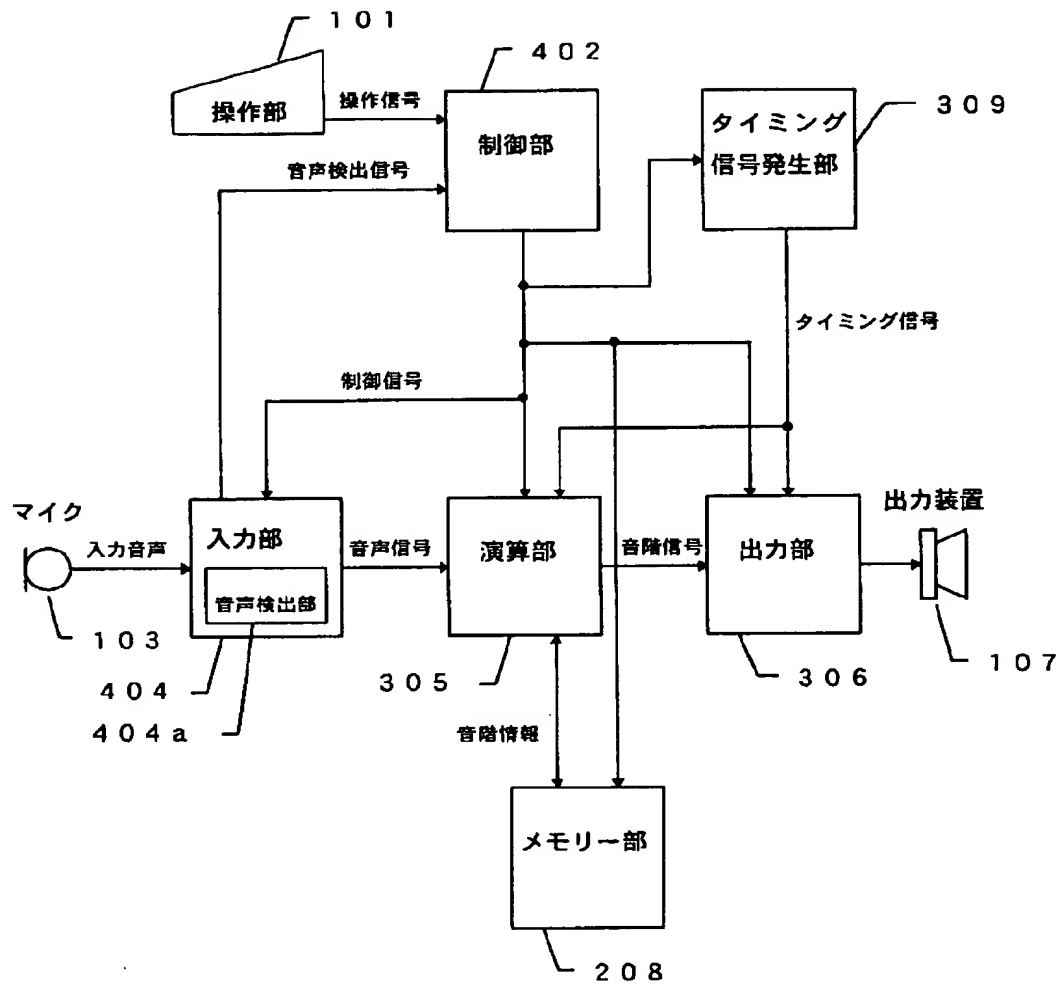 101
402
操作部
操作信号
制御部
タイミング
信号発生部
309
音声検出信号
タイミング信号
制御信号
マイク
入力音声
入力部
音声検出部
音声信号
演算部
音階信号
出力部
出力装置
103
404
404a
305
306
107
音階情報
メモリー部
208